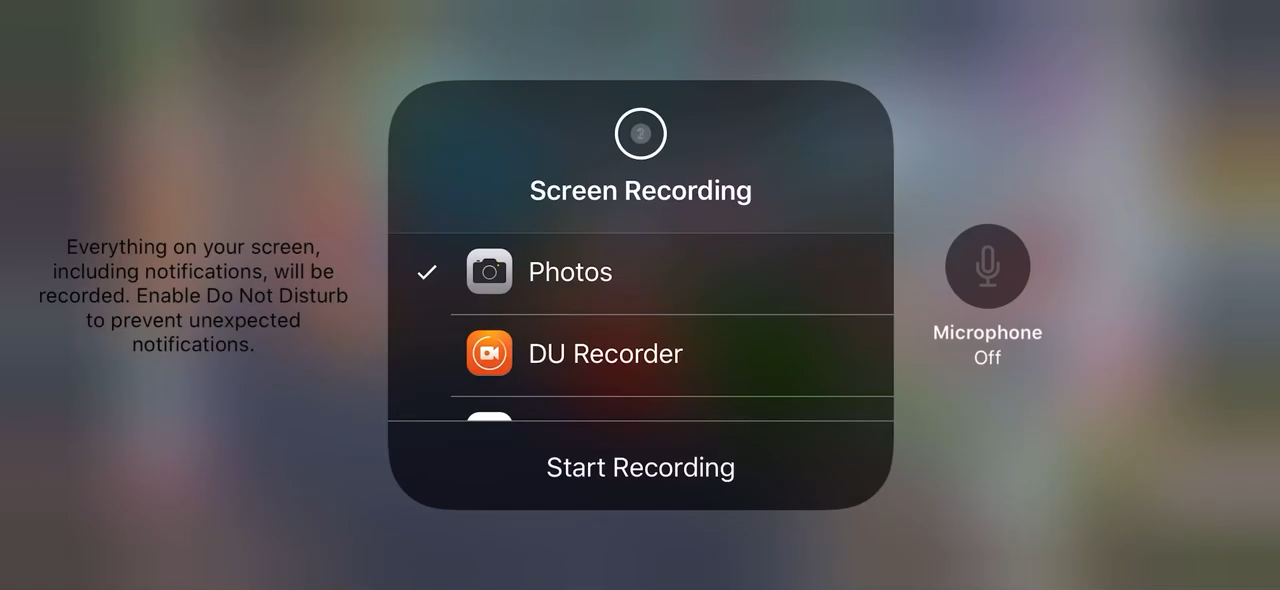 2
Screen Recording
Everything on your screen,
including notifications, will be
recorded. Enable Do Not Disturb
to prevent unexpected
notifications.
Photos
DU Recorder
Start Recording
Microphone
Off